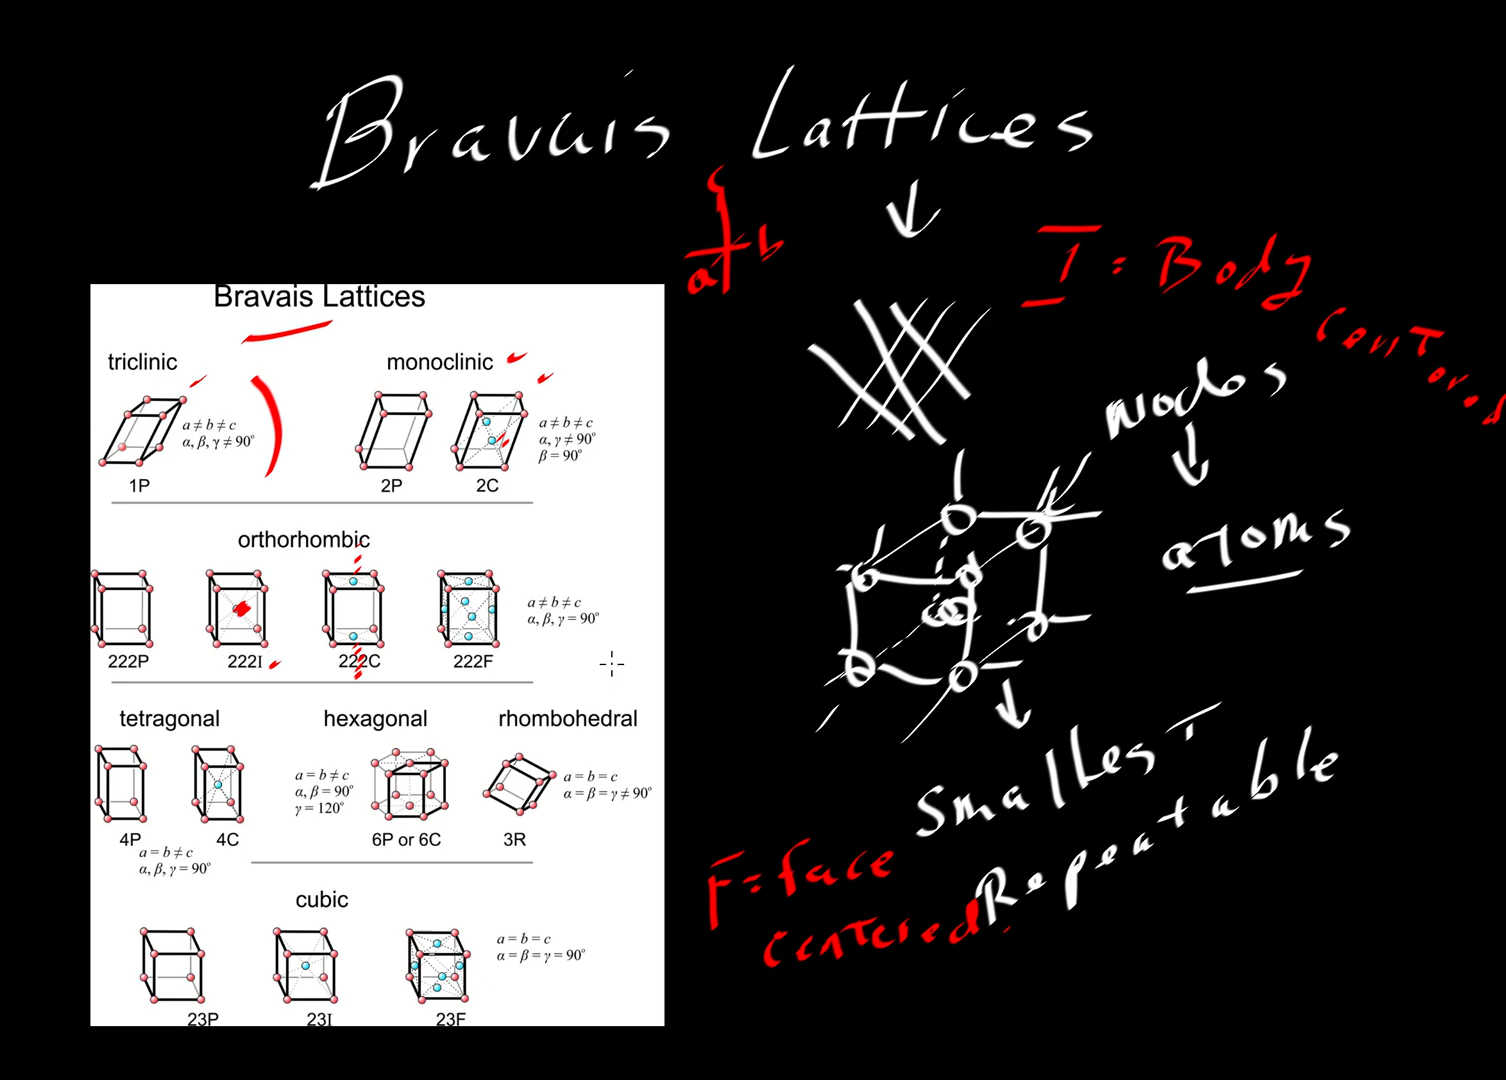 Bravais Lattices
c
a b
I = Body
centered
Bravais Lattices
triclinic
a ≠ b ≠ c
α, β, γ ≠ 90°
1P
monoclinic
a ≠ b ≠ c
α, γ ≠ 90°
β = 90°
2P
2C
orthorhombic
a ≠ b ≠ c
α, β, γ = 90°
222P
222I
222C
222F
tetragonal
4P
4C
a = b ≠ c
α, β, γ = 90°
hexagonal
a = b ≠ c
α, β = 90°
γ = 120°
6P or 6C
rhombohedral
a = b = c
α = β = γ ≠ 90°
3R
cubic
a = b = c
α = β = γ = 90°
23P
23I
23F
nodes
atoms
Smallest
Repeatable
F = face
centered